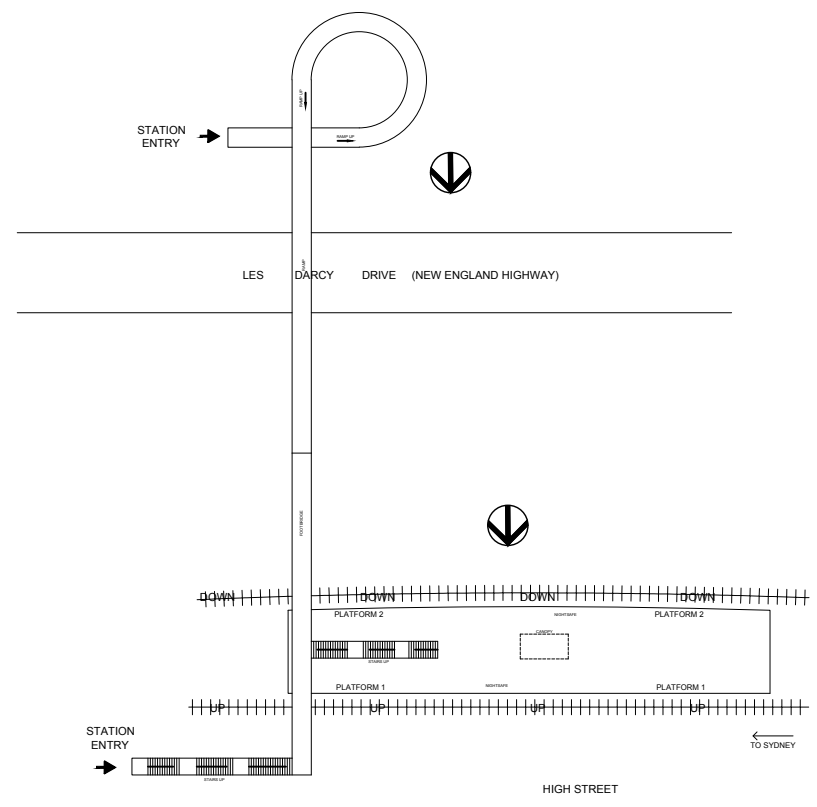 RAMP UP
STATION
ENTRY
RAMP UP
RAMP
LES DARCY DRIVE (NEW ENGLAND HIGHWAY)
FOOTBRIDGE
DOWN DOWN DOWN DOWN
PLATFORM 2 NIGHTSAFE PLATFORM 2
CANOPY
STAIRS UP
PLATFORM 1 NIGHTSAFE PLATFORM 1
UP UP UP UP
STATION
ENTRY
TO SYDNEY
STAIRS UP
HIGH STREET